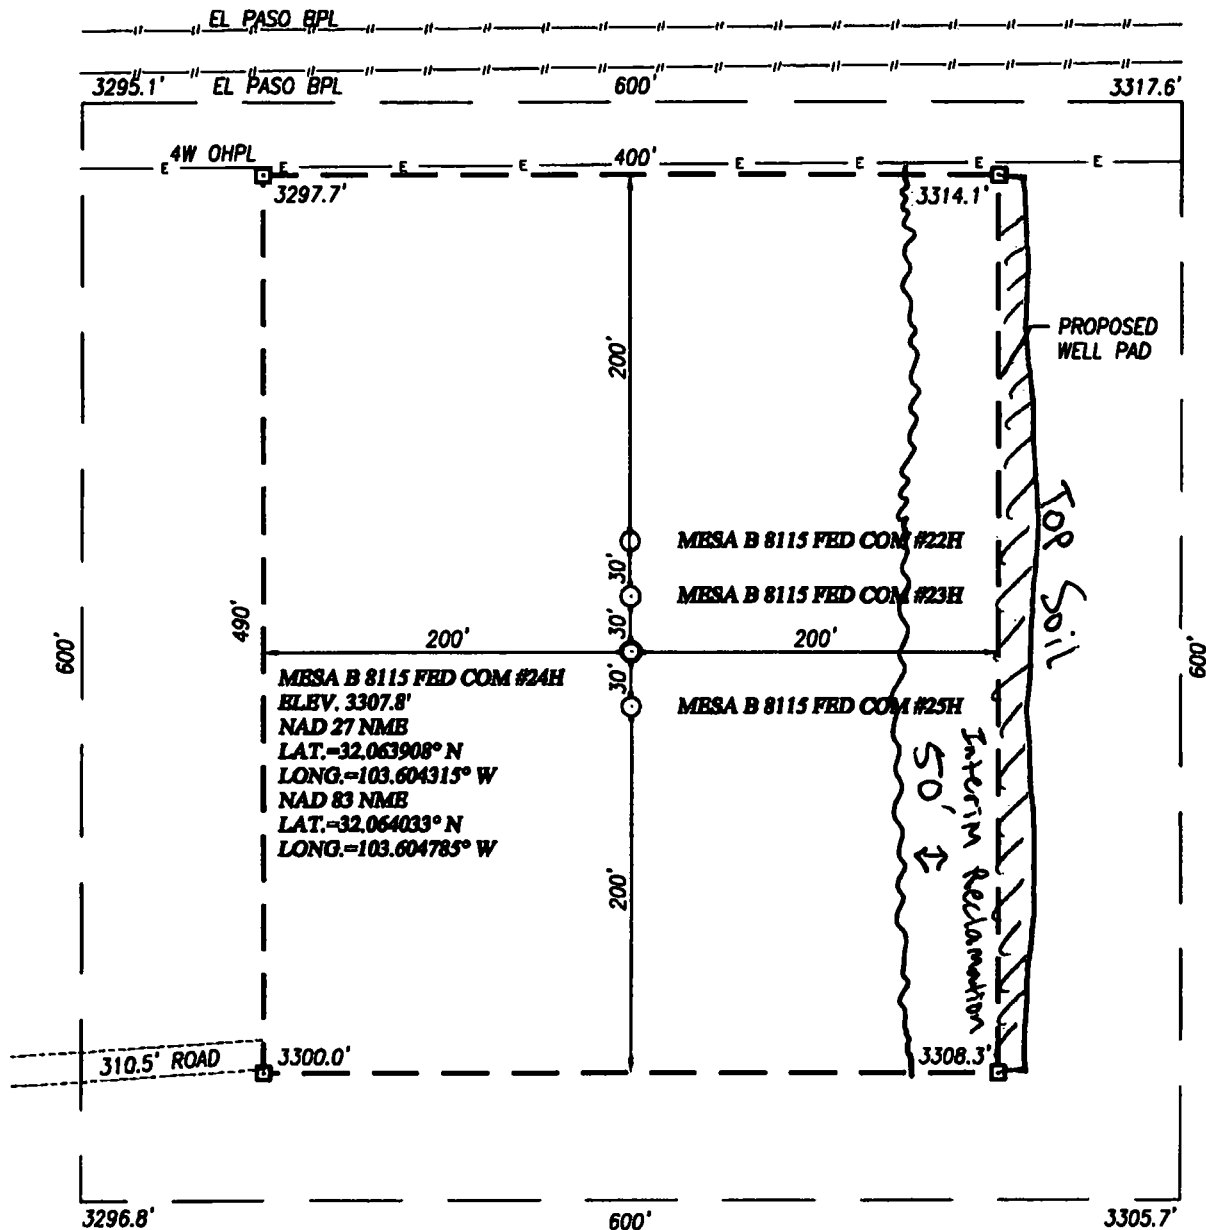 EL PASO BPL
EL PASO BPL
3295.1'
600'
3317.6'
4W OHPL
E E E E E E E E
400'
3297.7'
3314.1'
PROPOSED
WELL PAD
200'
Top Soil
MESA B 8115 FED COM #22H
30'
MESA B 8115 FED COM #23H
30'
490'
600'
600'
200'
200'
30'
MESA B 8115 FED COM #24H
ELEV. 3307.8'
NAD 27 NME
LAT.=32.063908° N
LONG.=103.604315° W
NAD 83 NME
LAT.=32.064033° N
LONG.=103.604785° W
MESA B 8115 FED COM #25H
50'
Interim Reclamation
200'
310.5' ROAD
3300.0'
3308.3'
3296.8'
600'
3305.7'